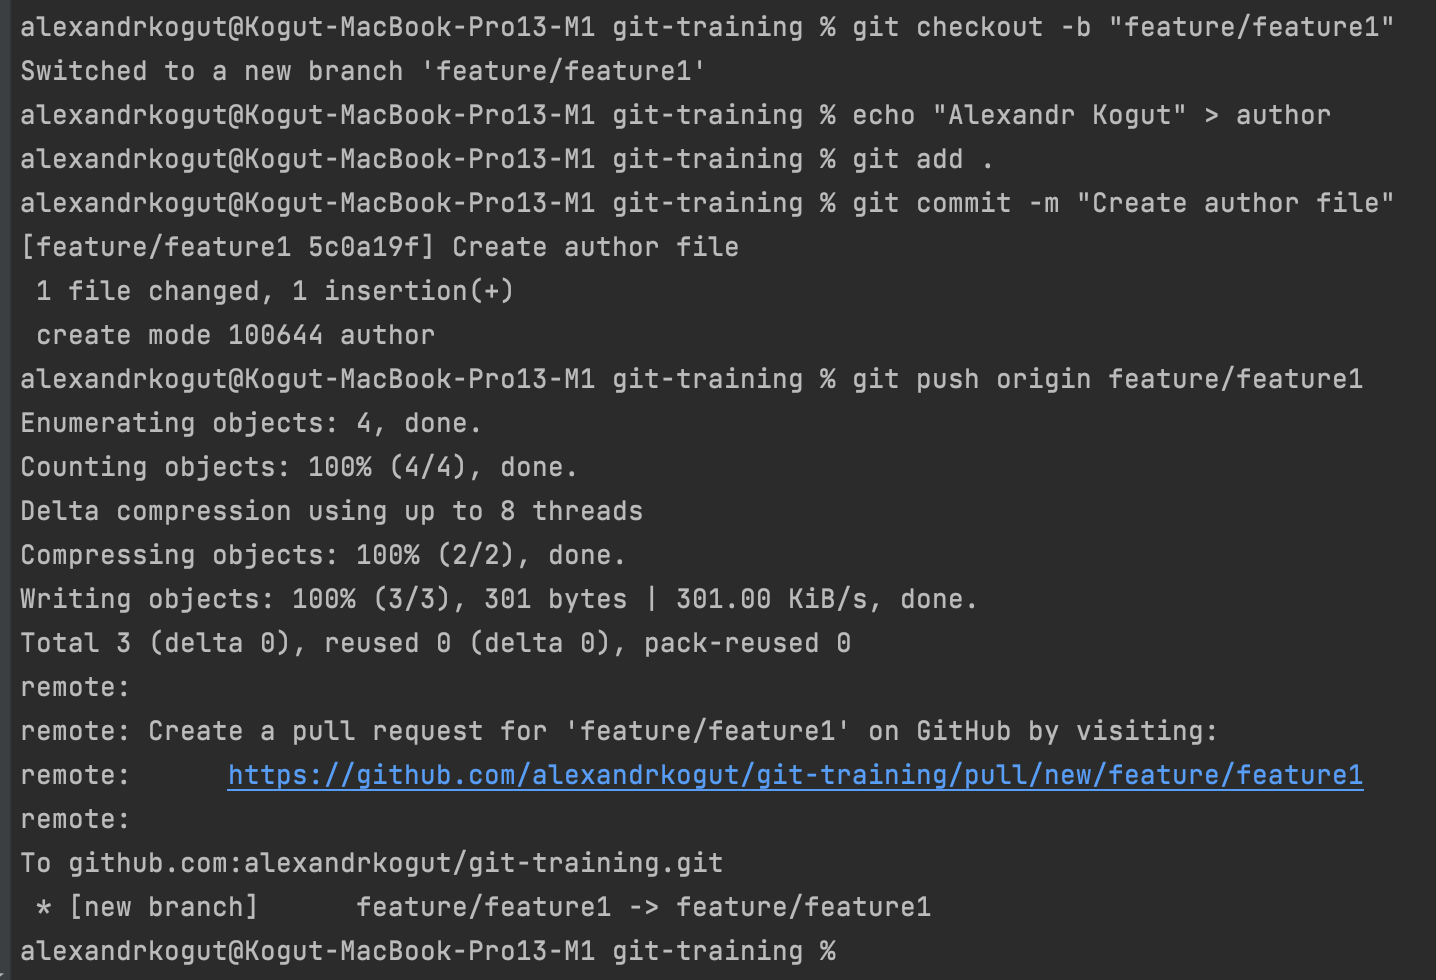 alexandrkogut@Kogut-MacBook-Pro13-M1 git-training % git checkout -b "feature/feature1"
Switched to a new branch 'feature/feature1'
alexandrkogut@Kogut-MacBook-Pro13-M1 git-training % echo "Alexandr Kogut" > author
alexandrkogut@Kogut-MacBook-Pro13-M1 git-training % git add .
alexandrkogut@Kogut-MacBook-Pro13-M1 git-training % git commit -m "Create author file"
[feature/feature1 5c0a19f] Create author file
 1 file changed, 1 insertion(+)
 create mode 100644 author
alexandrkogut@Kogut-MacBook-Pro13-M1 git-training % git push origin feature/feature1
Enumerating objects: 4, done.
Counting objects: 100% (4/4), done.
Delta compression using up to 8 threads
Compressing objects: 100% (2/2), done.
Writing objects: 100% (3/3), 301 bytes | 301.00 KiB/s, done.
Total 3 (delta 0), reused 0 (delta 0), pack-reused 0
remote:
remote: Create a pull request for 'feature/feature1' on GitHub by visiting:
remote:      https://github.com/alexandrkogut/git-training/pull/new/feature/feature1
remote:
To github.com:alexandrkogut/git-training.git
 * [new branch]      feature/feature1 -> feature/feature1
alexandrkogut@Kogut-MacBook-Pro13-M1 git-training %